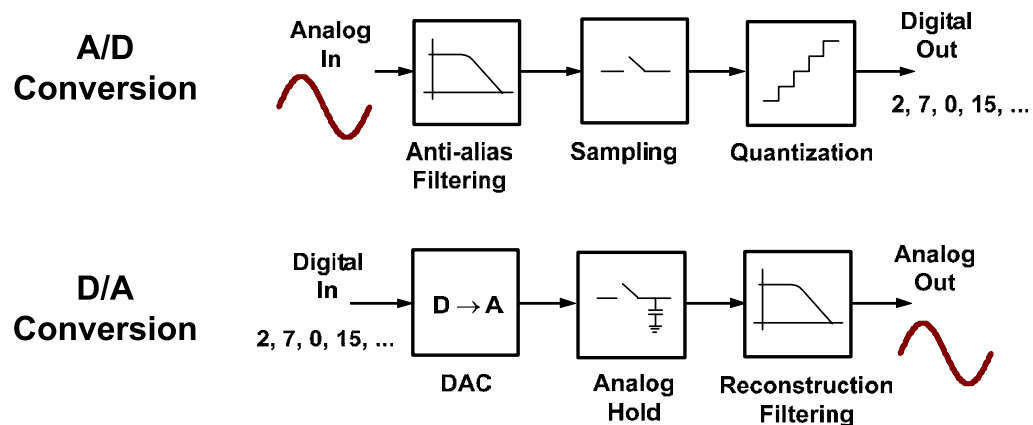 A/D
Conversion
Analog
In
Anti-alias
Filtering
Sampling
Quantization
Digital
Out
2, 7, 0, 15, ...
D/A
Conversion
Digital
In
2, 7, 0, 15, ...
D → A
DAC
Analog
Hold
Reconstruction
Filtering
Analog
Out